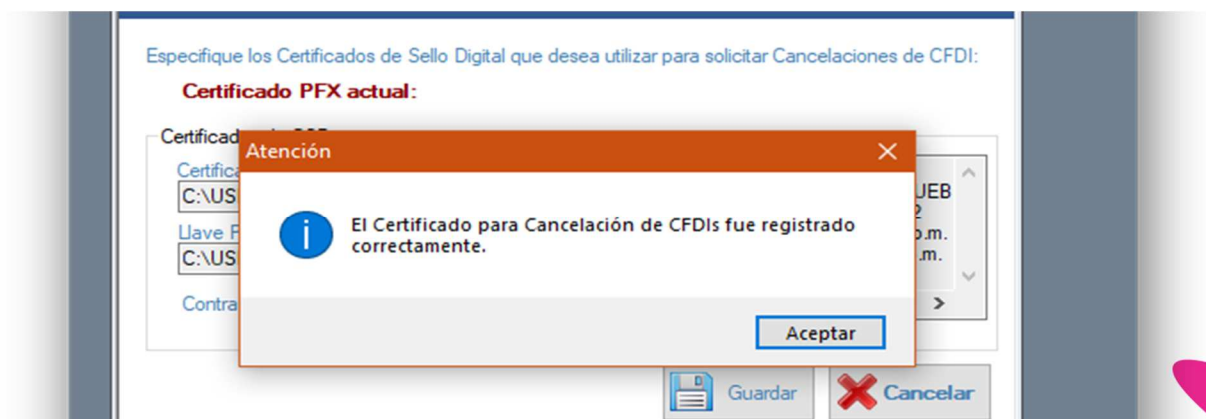 Especifique los Certificados de Sello Digital que desea utilizar para solicitar Cancelaciones de CFDI:
Certificado PFX actual:
Atención
C:\US
C:\US
El Certificado para Cancelación de CFDIs fue registrado
correctamente.
Aceptar
Guardar
Cancelar